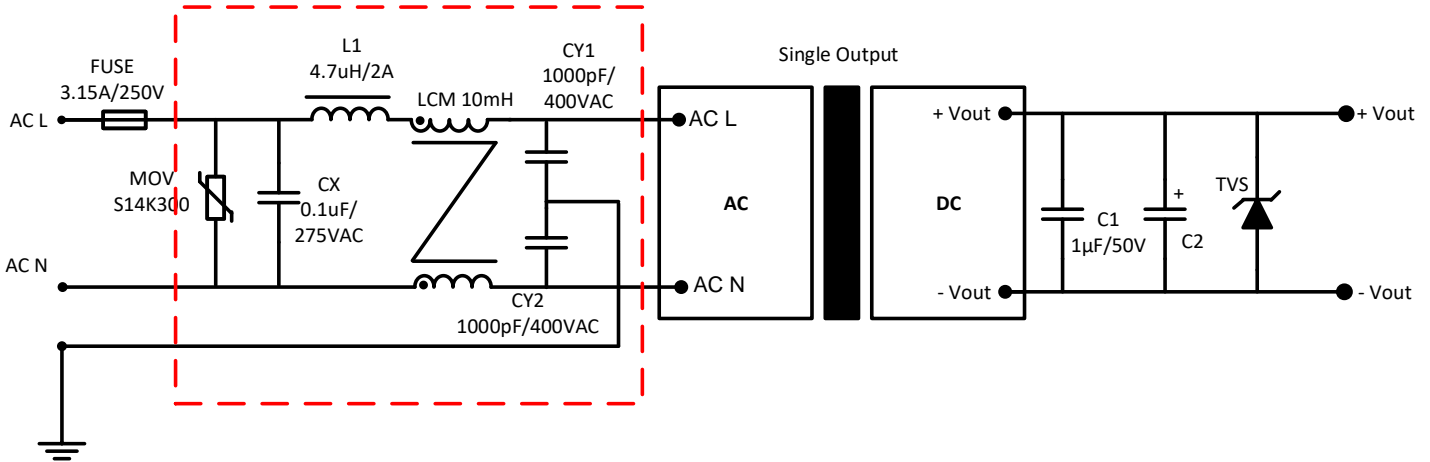 FUSE
3.15A/250V
AC L
MOV
S14K300
AC N
L1
4.7uH/2A
LCM 10mH
CX
0.1uF/
275VAC
CY1
1000pF/
400VAC
CY2
1000pF/400VAC
AC L
AC
AC N
Single Output
+ Vout
DC
- Vout
C1
1µF/50V
+
C2
TVS
+ Vout
- Vout